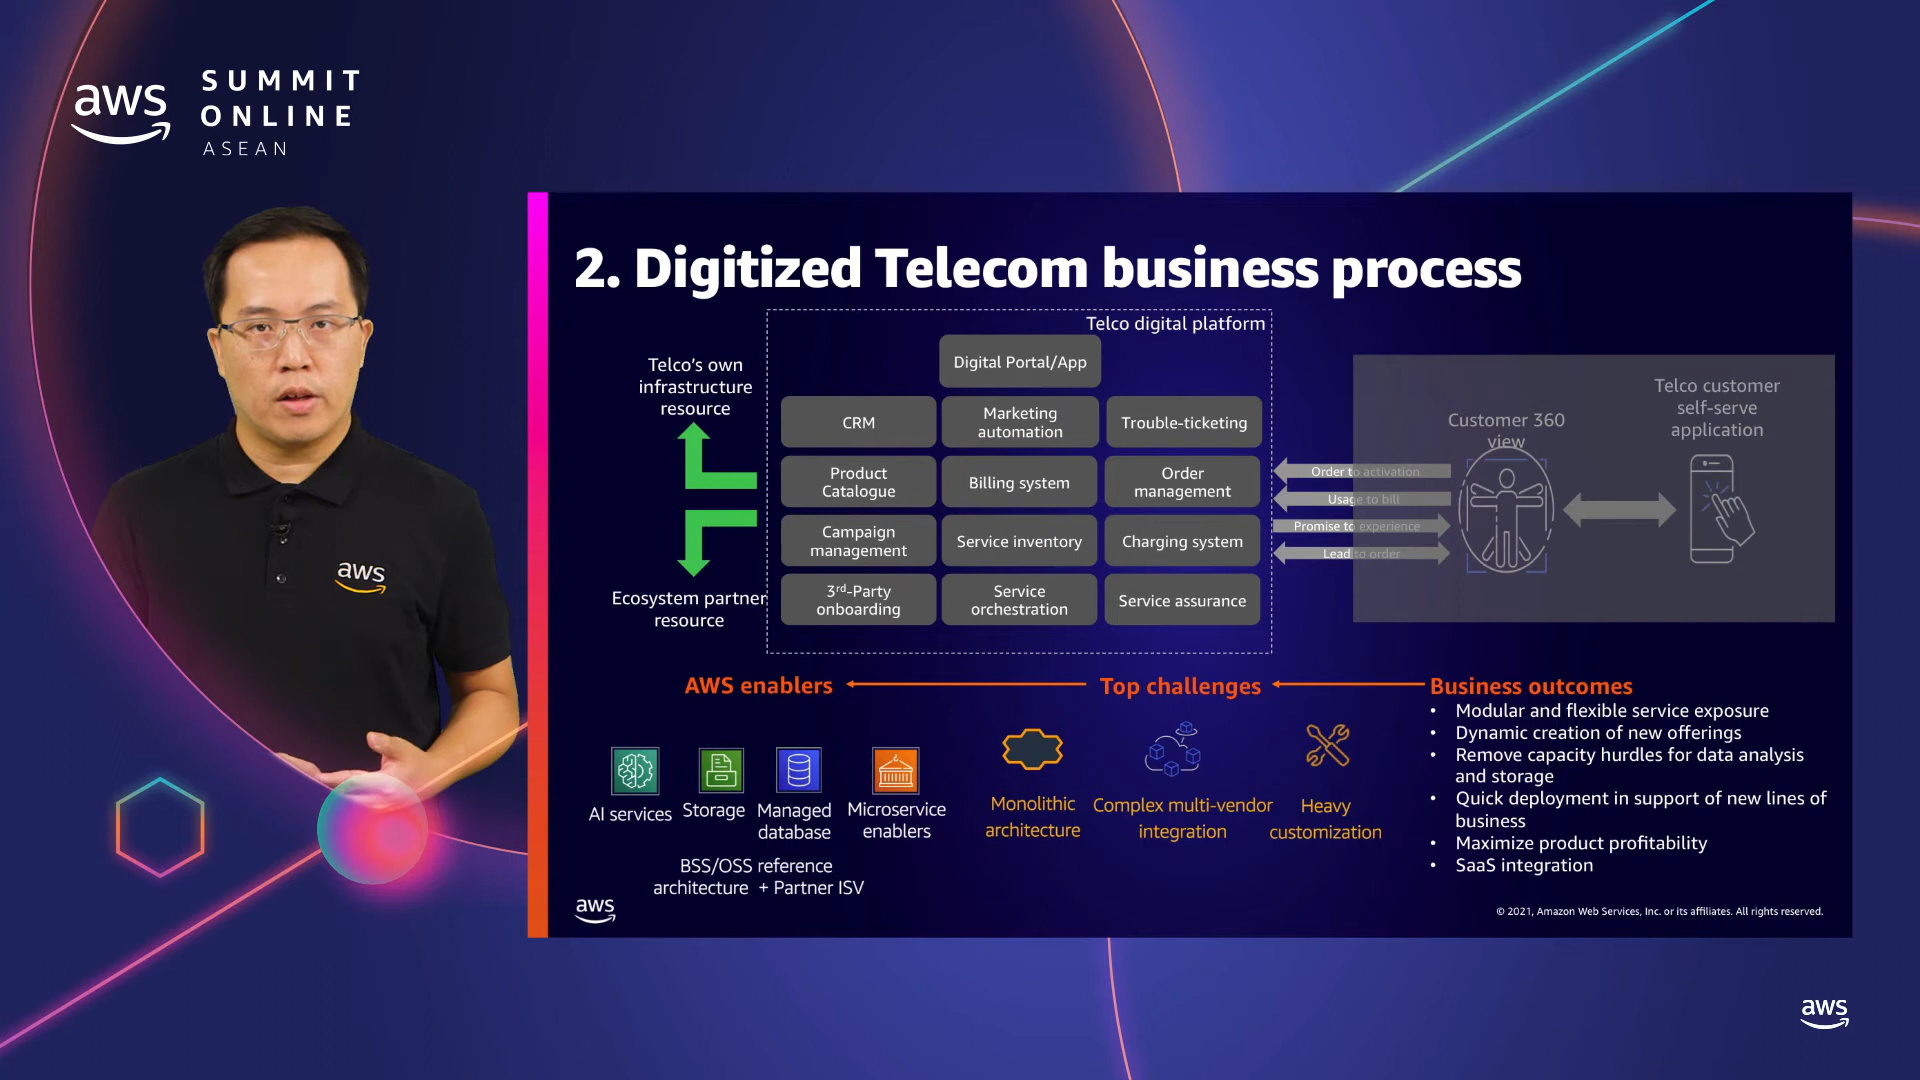 aws
SUMMIT
ONLINE
ASEAN
aws
2. Digitized Telecom business process
Telco digital platform
Telco's own
infrastructure
resource
Ecosystem partner
resource
Digital Portal/App
CRM
Marketing
automation
Trouble-ticketing
Product
Catalogue
Billing system
Order
management
Campaign
management
Service inventory
Charging system
3rd-Party
onboarding
Service
orchestration
Service assurance
Order to activation
Usage to bill
Promise to experience
Lead to order
Customer 360
view
Telco customer
self-serve
application
AWS enablers
Top challenges
Business outcomes
AI services
Storage
Managed
database
Microservice
enablers
BSS/OSS reference
architecture + Partner ISV
Monolithic
architecture
Complex multi-vendor
integration
Heavy
customization
• Modular and flexible service exposure
• Dynamic creation of new offerings
• Remove capacity hurdles for data analysis
and storage
• Quick deployment in support of new lines of
business
• Maximize product profitability
• SaaS integration
aws
© 2021, Amazon Web Services, Inc. or its affiliates. All rights reserved.
aws